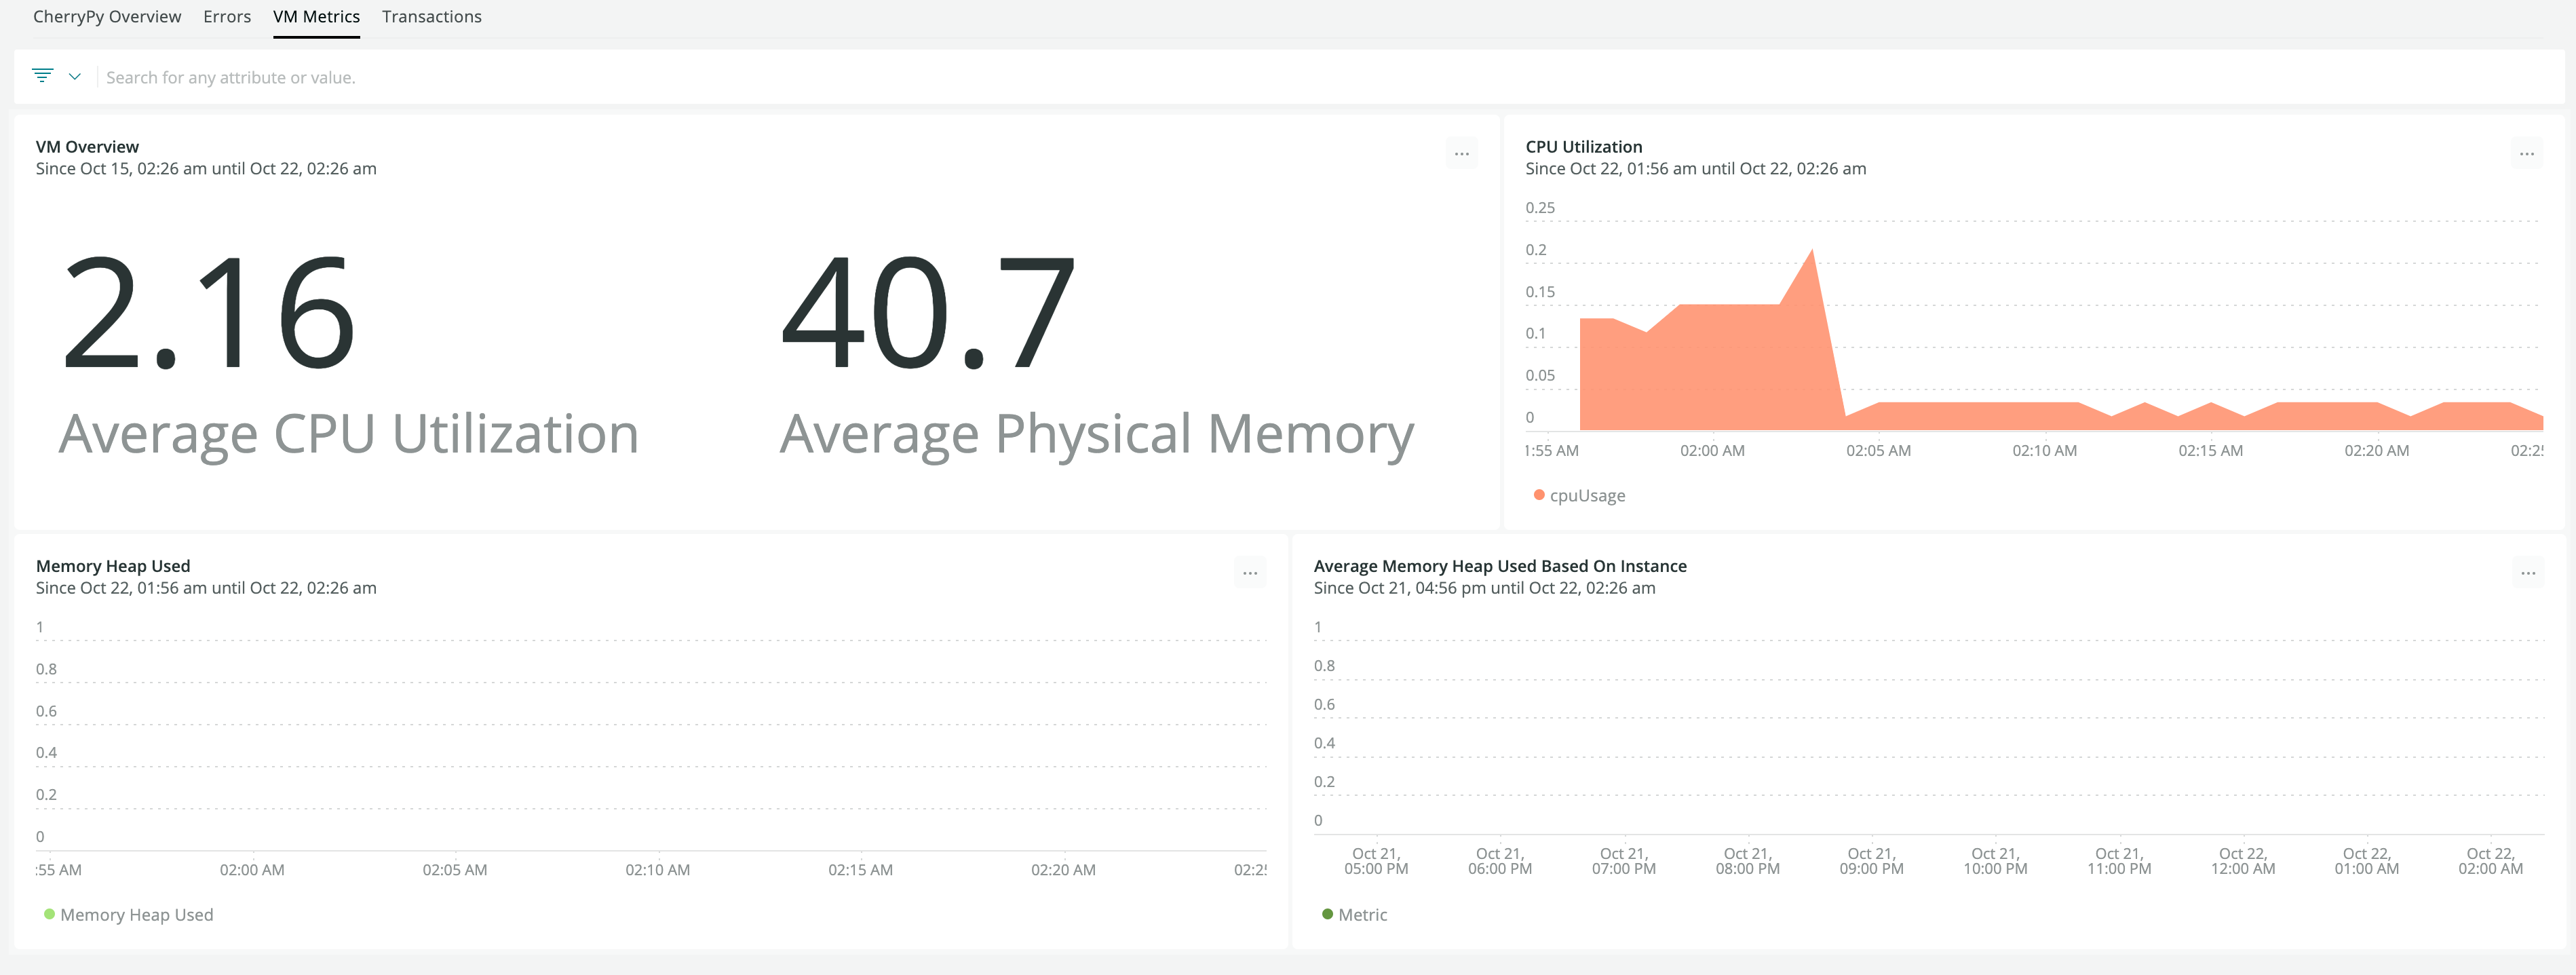 CherryPy Overview Errors VM Metrics Transactions
Search for any attribute or value.
VM Overview
Since Oct 15, 02:26 am until Oct 22, 02:26 am
...
2.16
Average CPU Utilization
40.7
Average Physical Memory
CPU Utilization
Since Oct 22, 01:56 am until Oct 22, 02:26 am
...
0.25
0.2
0.15
0.1
0.05
0
1:55 AM 02:00 AM 02:05 AM 02:10 AM 02:15 AM 02:20 AM 02:25
cpuUsage
Memory Heap Used
Since Oct 22, 01:56 am until Oct 22, 02:26 am
...
1
0.8
0.6
0.4
0.2
0
:55 AM 02:00 AM 02:05 AM 02:10 AM 02:15 AM 02:20 AM 02:25
Memory Heap Used
Average Memory Heap Used Based On Instance
Since Oct 21, 04:56 pm until Oct 22, 02:26 am
...
1
0.8
0.6
0.4
0.2
0
Oct 21, Oct 21, Oct 21, Oct 21, Oct 21, Oct 21, Oct 21, Oct 22, Oct 22, Oct 22,
05:00 PM 06:00 PM 07:00 PM 08:00 PM 09:00 PM 10:00 PM 11:00 PM 12:00 AM 01:00 AM 02:00 AM
Metric